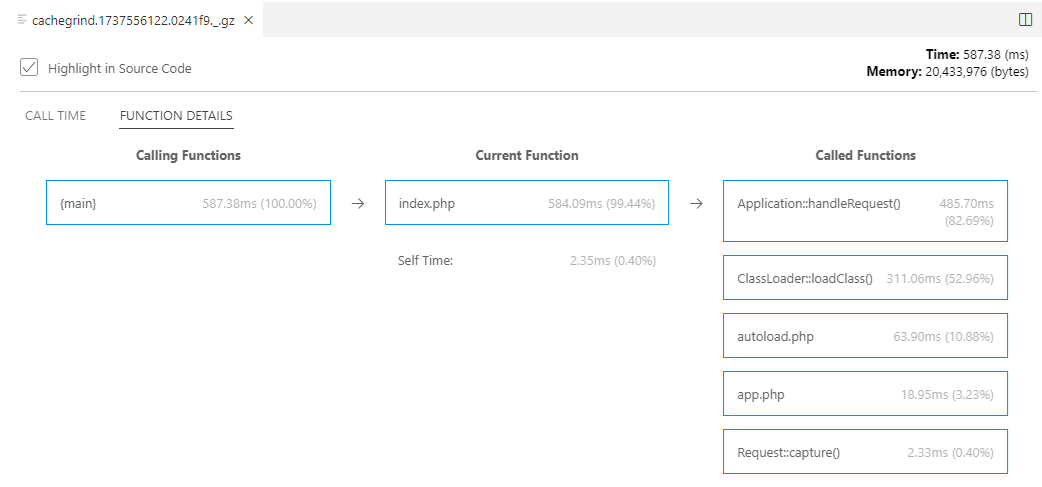 cachegrind.1737556122.0241f9._.gz
Highlight in Source Code
Time: 587.38 (ms)
Memory: 20,433,976 (bytes)
CALL TIME FUNCTION DETAILS
Calling Functions Current Function Called Functions
{main} 587.38ms (100.00%)
index.php 584.09ms (99.44%)
Self Time: 2.35ms (0.40%)
Application::handleRequest() 485.70ms
(82.69%)
ClassLoader::loadClass() 311.06ms (52.96%)
autoload.php 63.90ms (10.88%)
app.php 18.95ms (3.23%)
Request::capture() 2.33ms (0.40%)